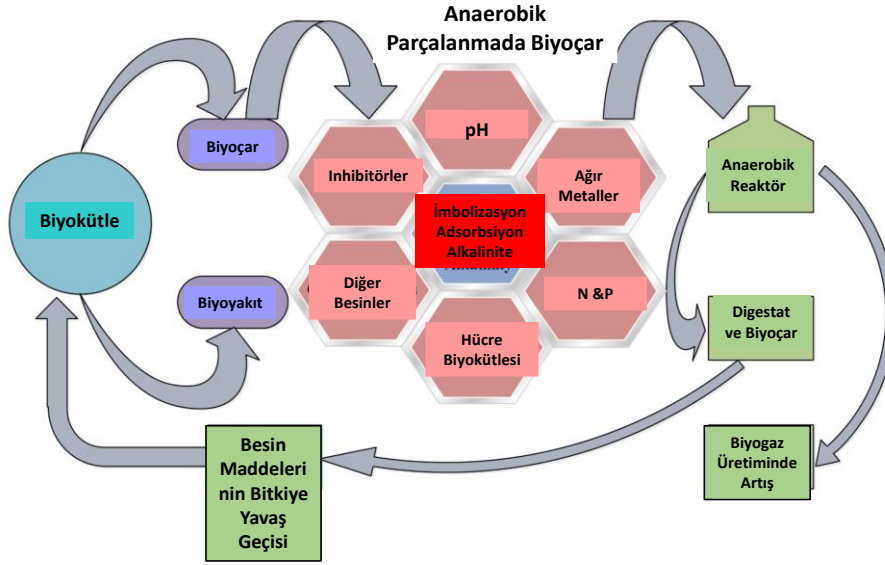 Anaerobik
Parçalanmada Biyoçar
Biyoçar
pH
Inhibitörler
Ağır
Metaller
Anaerobik
Reaktör
Biyokütle
İmbolizasyon
Adsorbsiyon
Alkalinite
Biyoyakıt
Diğer
Besinler
N &P
Digestat
ve Biyoçar
Hücre
Biyokütlesi
Besin
Maddeleri
nin Bitkiye
Yavaş
Geçisi
Biyogaz
Üretiminde
Artış